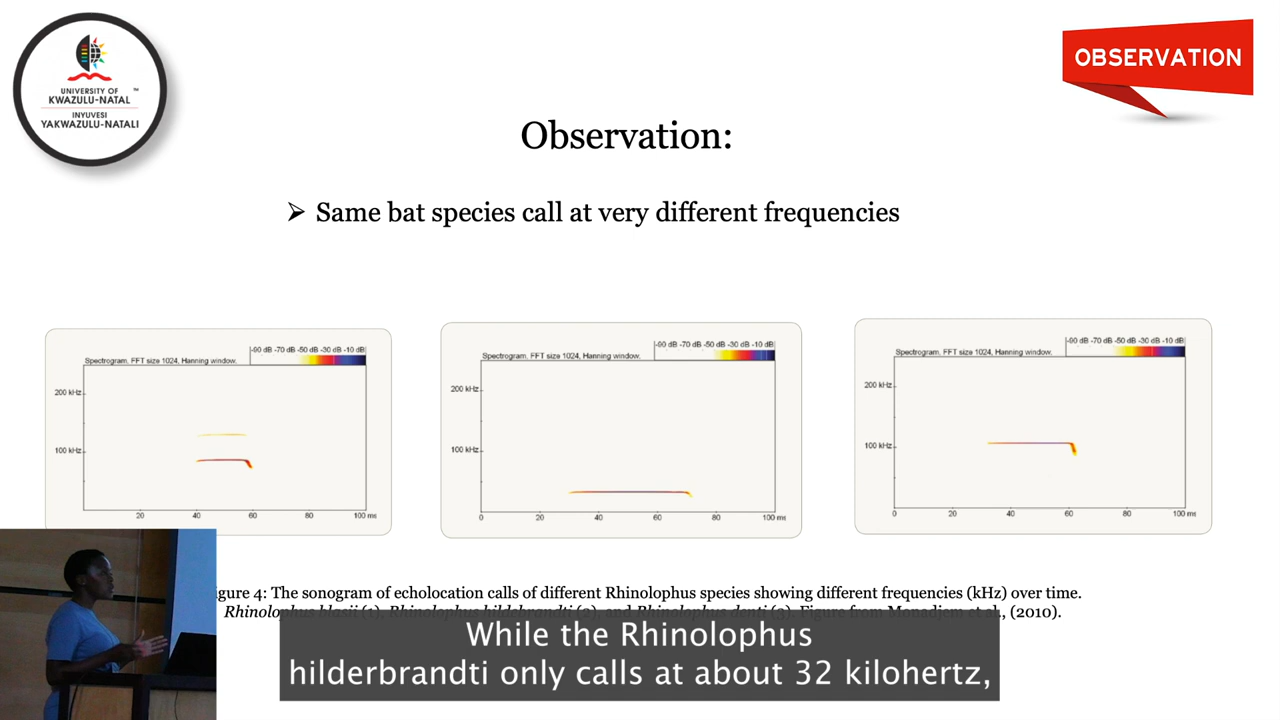 UNIVERSITY OF
KWAZULU-NATAL
INYUVESI
YAKWAZULU-NATALI
OBSERVATION
Observation:
➢ Same bat species call at very different frequencies
-90 dB -70 dB -50 dB -30 dB -10 dB
Spectrogram. FFT size 1024, Hanning window.
200 kHz
100 kHz
20 40 60 80 100 ms
-90 dB -70 dB -50 dB -30 dB -10 dB
Spectrogram. FFT size 1024, Hanning window.
200 kHz
100 kHz
0 20 40 60 80 100 ms
-90 dB -70 dB -50 dB -30 dB -10 dB
Spectrogram. FFT size 1024, Hanning window.
200 kHz
100 kHz
0 20 40 60 80 100 ms
igure 4: The sonogram of echolocation calls of different Rhinolophus species showing different frequencies (kHz) over time.
Rhinolophus blasii (1), Rhinolophus hildebrandti (2), and Rhinolophus denti (3). Figure from Monadjem et al., (2010).
While the Rhinolophus
hilderbrandti only calls at about 32 kilohertz,